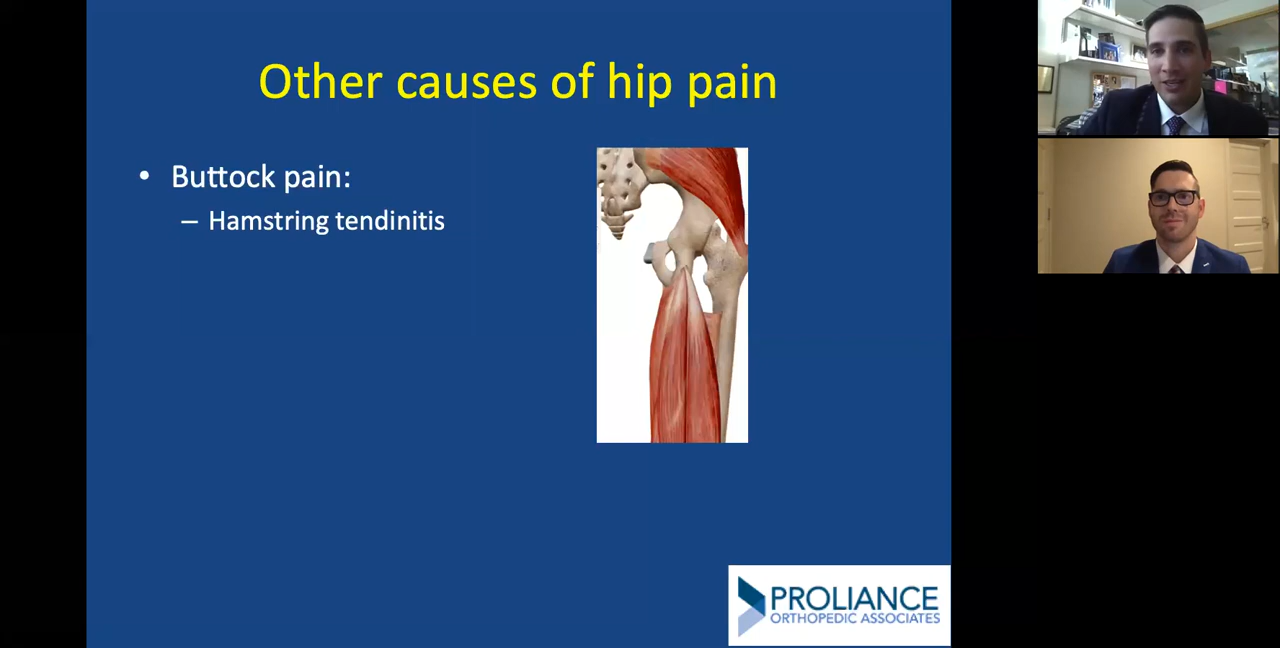 Other causes of hip pain
• Buttock pain:
– Hamstring tendinitis
PROLIANCE
ORTHOPEDIC ASSOCIATES